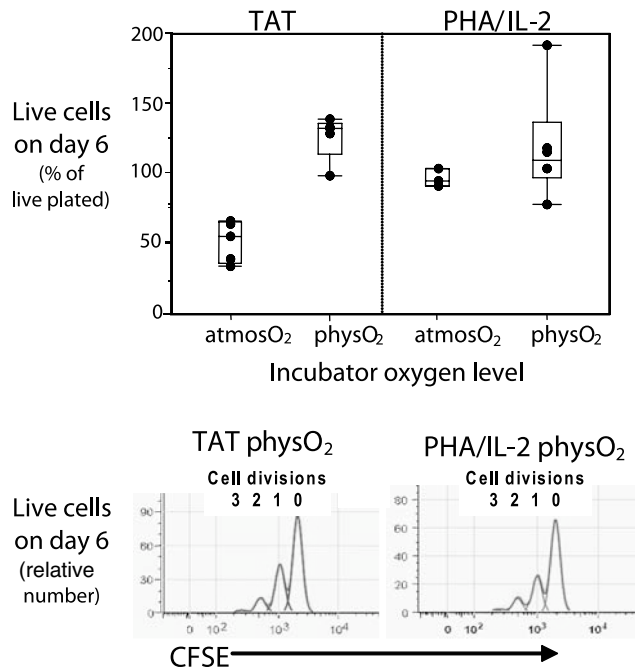 TAT PHA/IL-2
Live cells
on day 6
(% of
live plated)
200
150
100
50
0
atmosO₂ physO₂ atmosO₂ physO₂
Incubator oxygen level
TAT physO₂ PHA/IL-2 physO₂
Cell divisions Cell divisions
3 2 1 0 3 2 1 0
Live cells
on day 6
(relative
number)
90
60
30
0
80
60
40
20
0
0 10² 10³ 10⁴ 0 10² 10³ 10⁴
CFSE